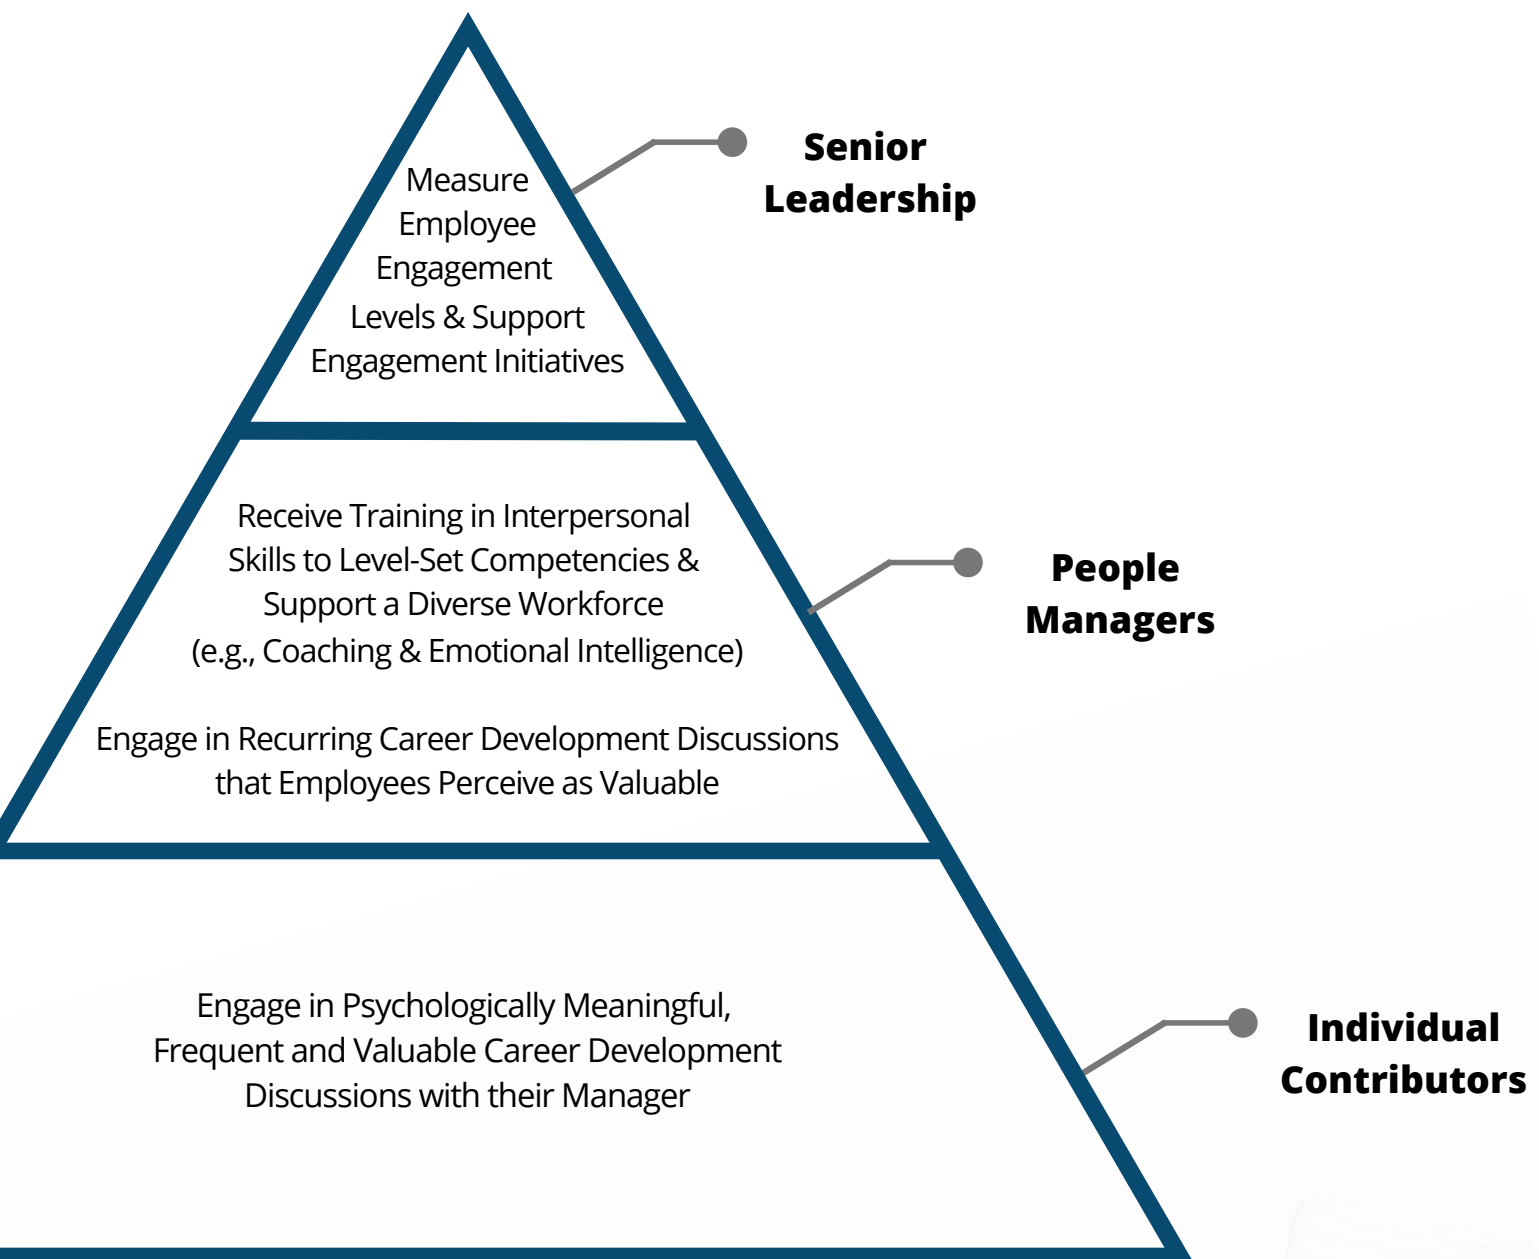 Senior
Leadership
Measure
Employee
Engagement
Levels & Support
Engagement Initiatives
People
Managers
Receive Training in Interpersonal
Skills to Level-Set Competencies &
Support a Diverse Workforce
(e.g., Coaching & Emotional Intelligence)
Engage in Recurring Career Development Discussions
that Employees Perceive as Valuable
Individual
Contributors
Engage in Psychologically Meaningful,
Frequent and Valuable Career Development
Discussions with their Manager